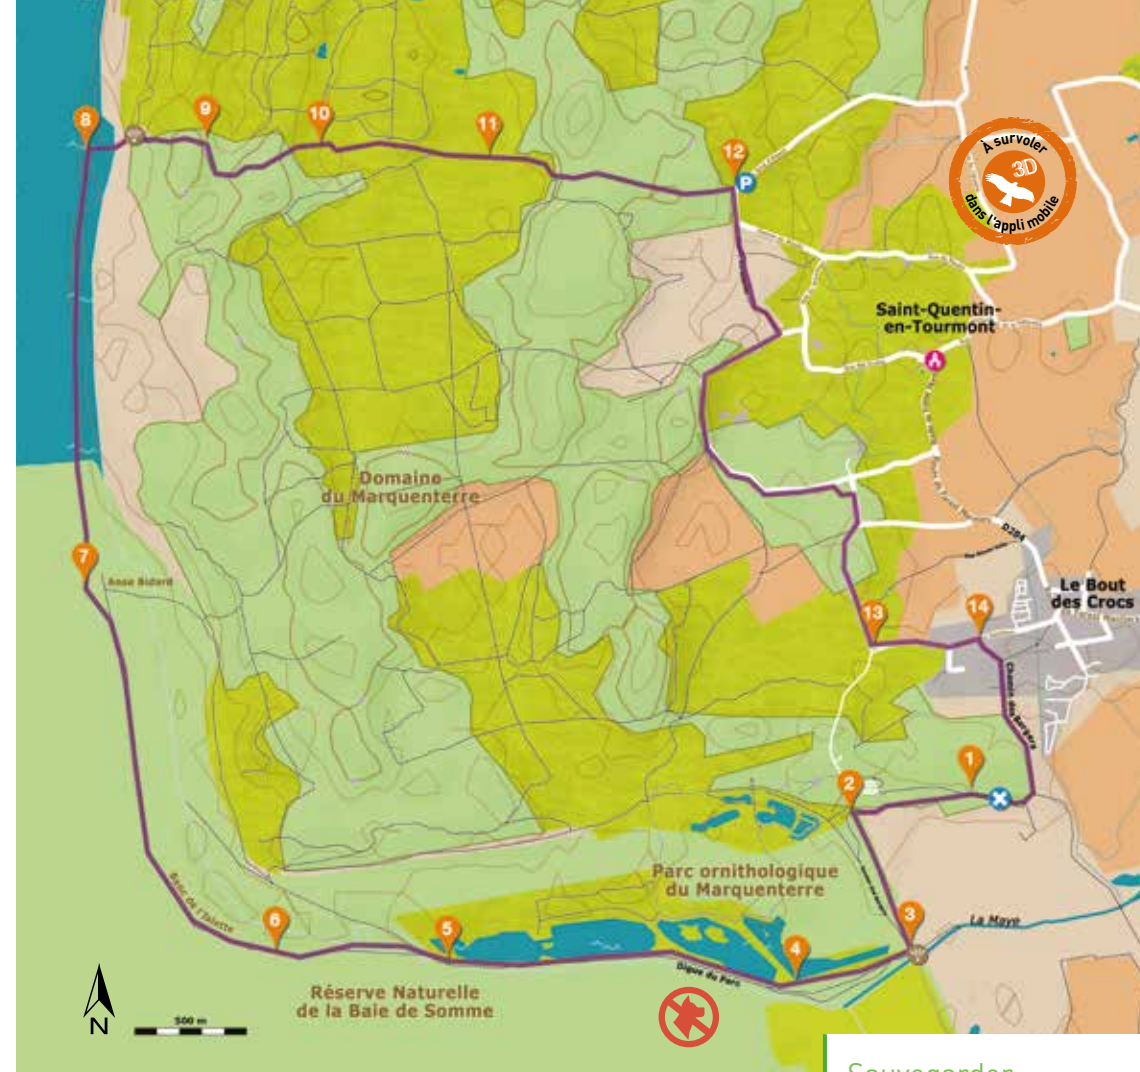 8
9
10
11
12
P
À survoler
3D
dans l'appli mobile
Saint-Quentin-
en-Tourmont
Domaine
du Marquenterre
D204
7
Anse Bidard
Le Bout
des Crocs
13
14
Chemin des Bergers
1
2
Parc ornithologique
du Marquenterre
Banc de l'Islette
6
5
4
3
La Maye
Digue du Parc
Réserve Naturelle
de la Baie de Somme
N
500 m
Sauvegarder